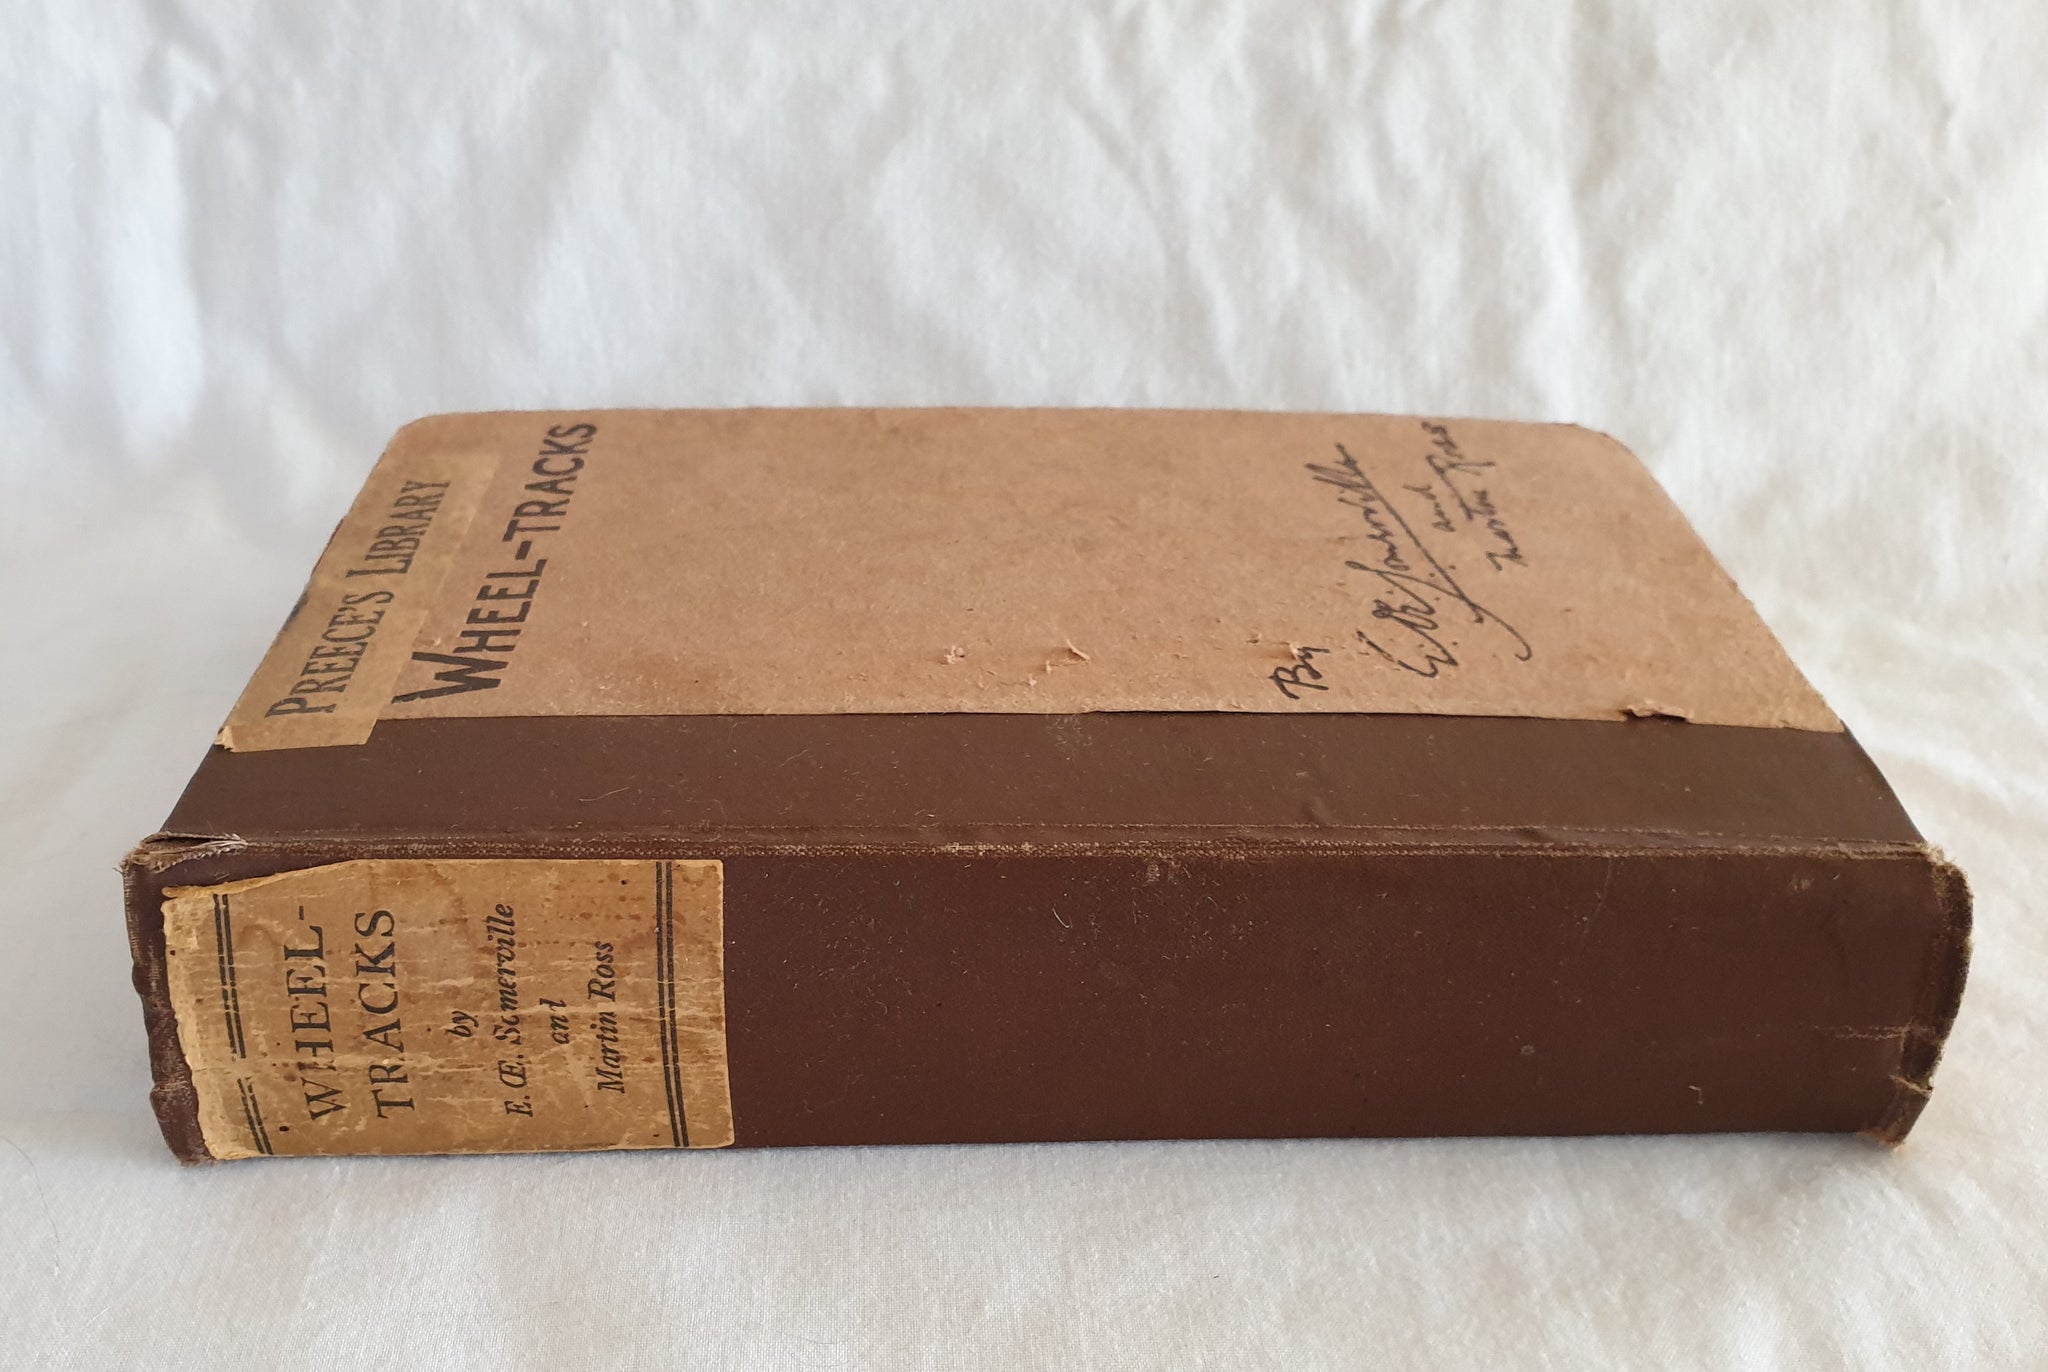 PREECE'S LIBRARY
WHEEL-TRACKS
By
E. Œ. Somerville
and
Martin Ross
WHEEL-
TRACKS
by
E. Œ. Somerville
and
Martin Ross